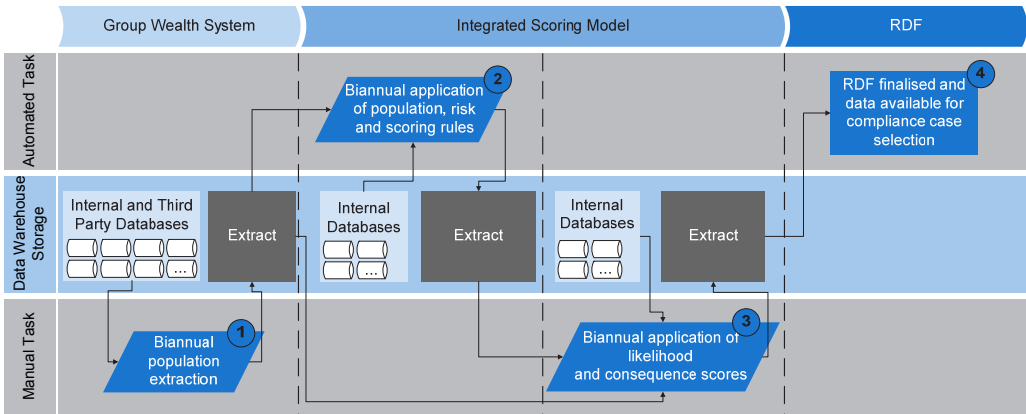 Group Wealth System
Integrated Scoring Model
RDF
Automated Task
2
Biannual application
of population, risk
and scoring rules
4
RDF finalised and
data available for
compliance case
selection
Data Warehouse
Storage
Internal and Third
Party Databases
...
Extract
Internal
Databases
...
Extract
Internal
Databases
...
Extract
Manual Task
1
Biannual
population
extraction
3
Biannual application of
likelihood
and consequence scores